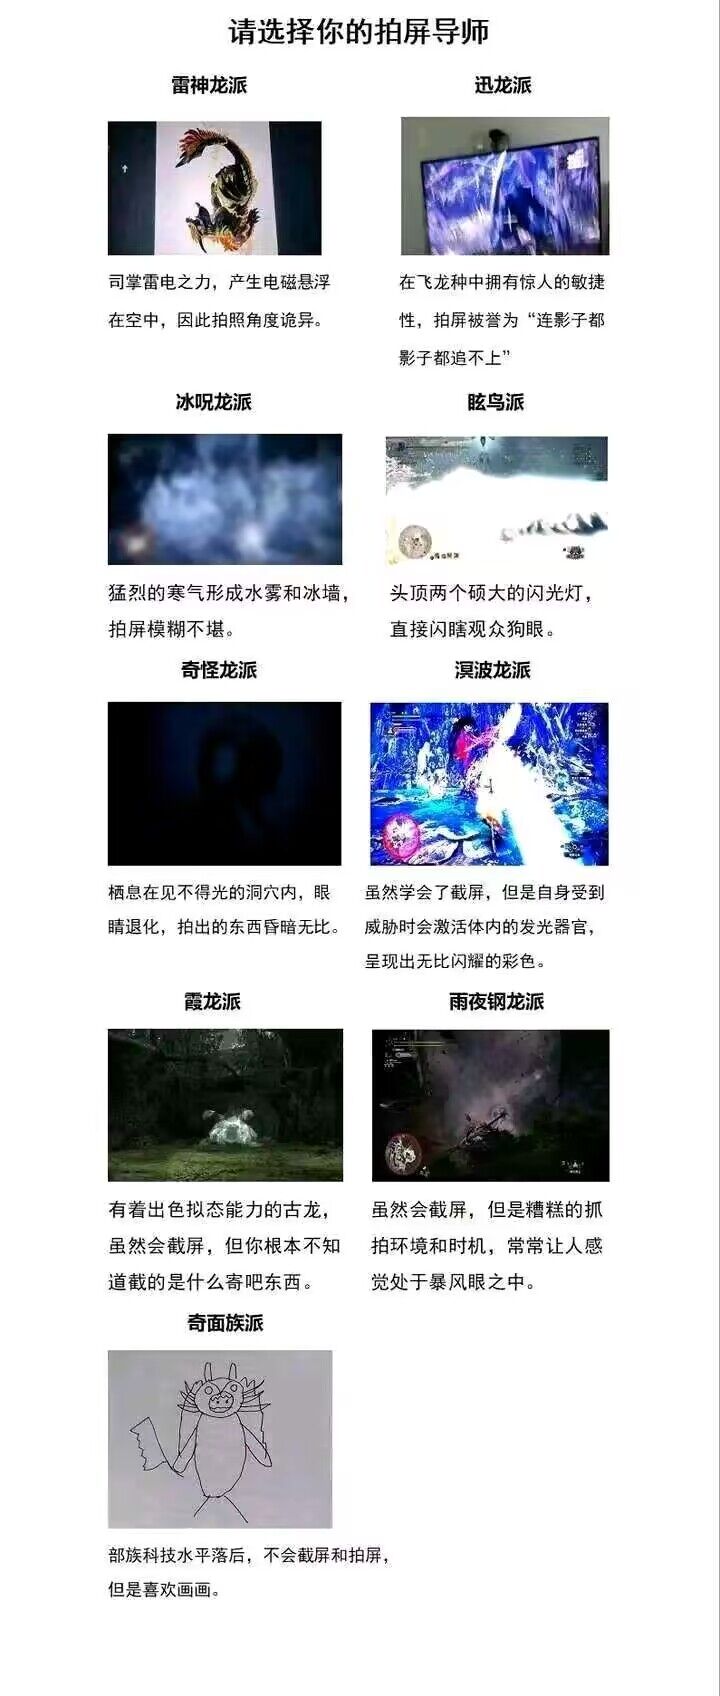 请选择你的拍屏导师
雷神龙派
迅龙派
司掌雷电之力，产生电磁悬浮
在空中，因此拍照角度诡异。
在飞龙种中拥有惊人的敏捷
性，拍屏被誉为“连影子都
影子都追不上”
冰呪龙派
眩鸟派
猛烈的寒气形成水雾和冰墙，
拍屏模糊不堪。
头顶两个硕大的闪光灯，
直接闪瞎观众狗眼。
奇怪龙派
溟波龙派
栖息在见不得光的洞穴内，眼
睛退化，拍出的东西昏暗无比。
虽然学会了截屏，但是自身受到
威胁时会激活体内的发光器官，
呈现出无比闪耀的彩色。
霞龙派
雨夜钢龙派
有着出色拟态能力的古龙，
虽然会截屏，但你根本不知
道截的是什么寄吧东西。
虽然会截屏，但是糟糕的抓
拍环境和时机，常常让人感
觉处于暴风眼之中。
奇面族派
部族科技水平落后，不会截屏和拍屏，
但是喜欢画画。